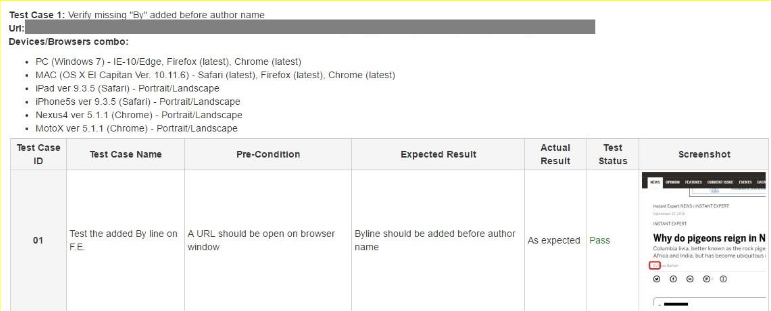 Test Case 1: Verify missing "By" added before author name
Url:
Devices/Browsers combo:
• PC (Windows 7) - IE-10/Edge, Firefox (latest), Chrome (latest)
• MAC (OS X EI Capitan Ver. 10.11.6) - Safari (latest), Firefox (latest), Chrome (latest)
• iPad ver 9.3.5 (Safari) - Portrait/Landscape
• iPhone5s ver 9.3.5 (Safari) - Portrait/Landscape
• Nexus4 ver 5.1.1 (Chrome) - Portrait/Landscape
• MotoX ver 5.1.1 (Chrome) - Portrait/Landscape
Test Case ID
Test Case Name
Pre-Condition
Expected Result
Actual Result
Test Status
Screenshot
01
Test the added By line on
F.E.
A URL should be open on browser
window
Byline should be added before author
name
As expected
Pass
NEWS OPINION FEATURES CURRENT ISSUE EVENTS
Instant Expert NEWS › INSTANT EXPERT
INSTANT EXPERT
Why do pigeons reign in N
Columbia livia, better known as the rock pige
Africa and India, but has become ubiquitous i